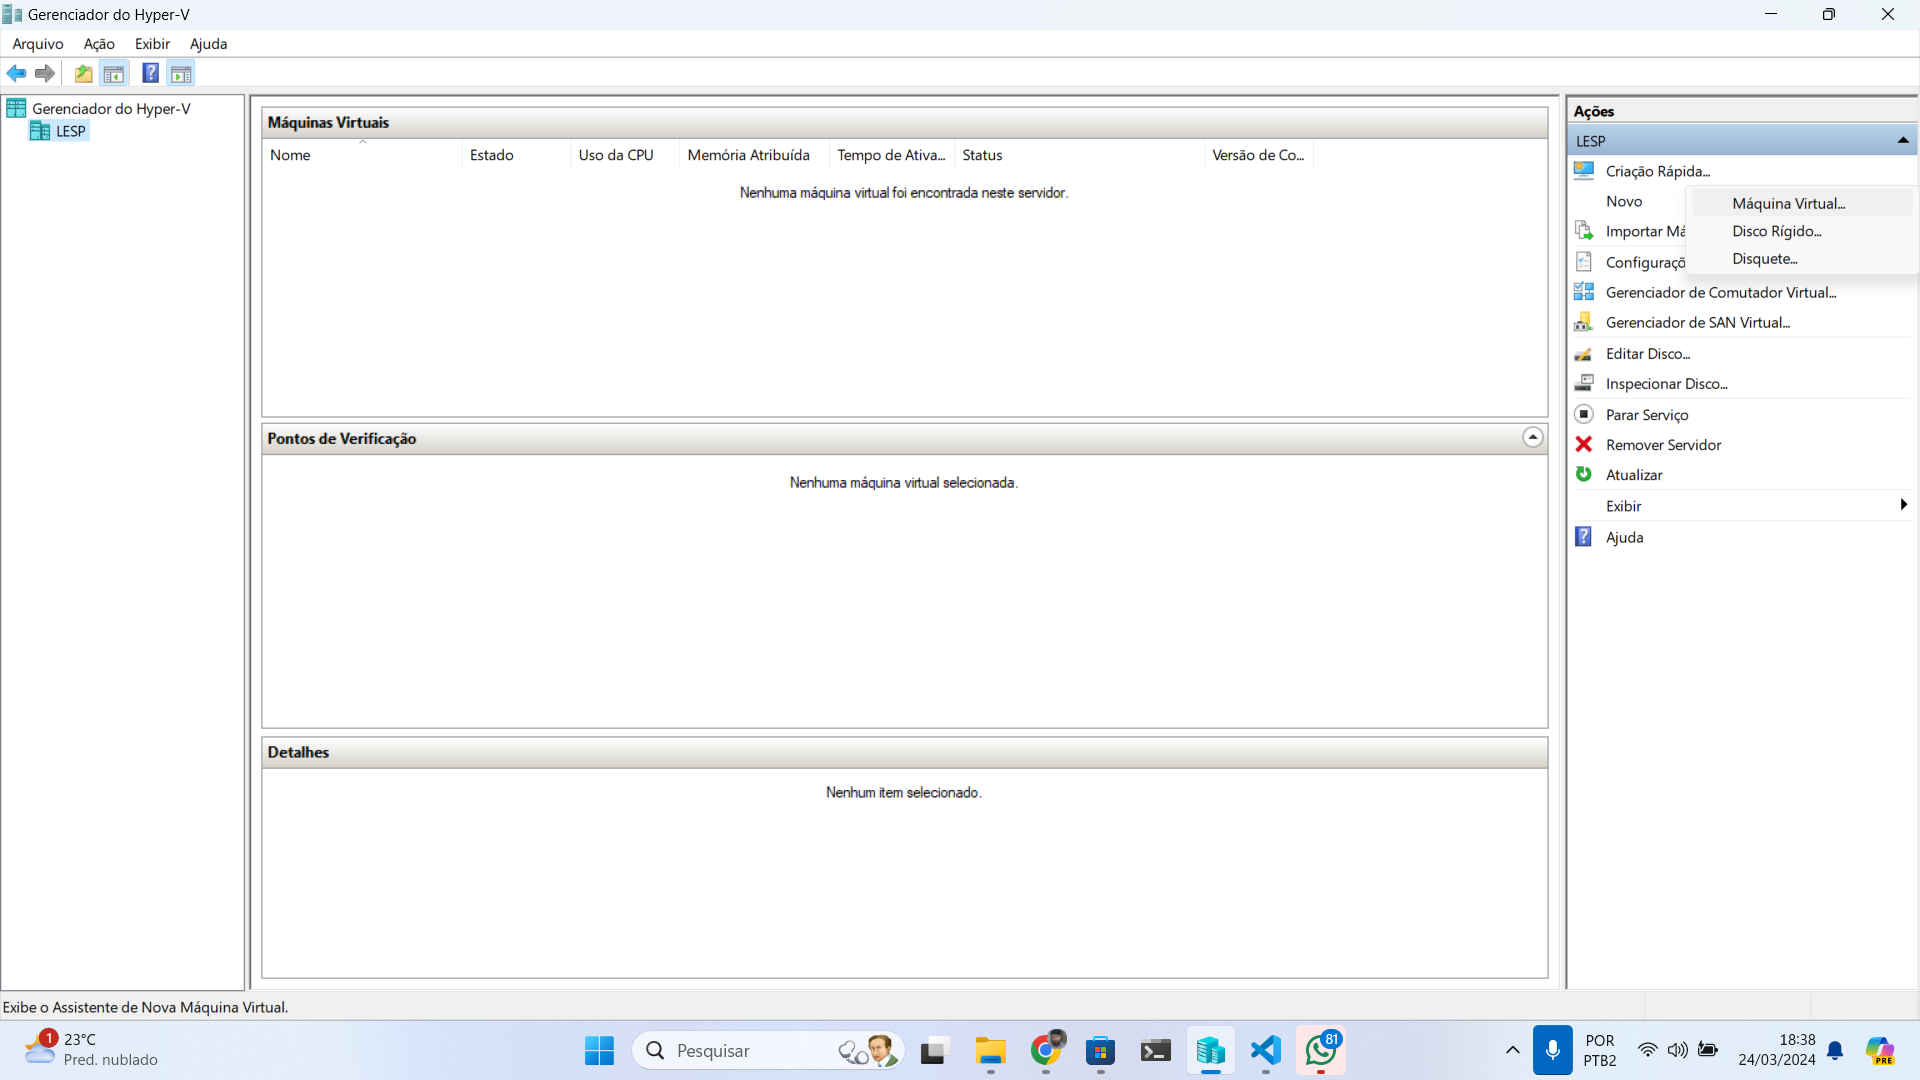 Gerenciador do Hyper-V
Arquivo Ação Exibir Ajuda
Gerenciador do Hyper-V
LESP
Máquinas Virtuais
Nome Estado Uso da CPU Memória Atribuída Tempo de Ativa... Status Versão de Co...
Nenhuma máquina virtual foi encontrada neste servidor.
Pontos de Verificação
Nenhuma máquina virtual selecionada.
Detalhes
Nenhum item selecionado.
Ações
LESP
Criação Rápida...
Novo
Importar Má
Configuraçõ
Máquina Virtual...
Disco Rígido...
Disquete...
Gerenciador de Comutador Virtual...
Gerenciador de SAN Virtual...
Editar Disco...
Inspecionar Disco...
Parar Serviço
Remover Servidor
Atualizar
Exibir
Ajuda
Exibe o Assistente de Nova Máquina Virtual.
1
23°C
Pred. nublado
Pesquisar
81
POR
PTB2
18:38
24/03/2024
PRE